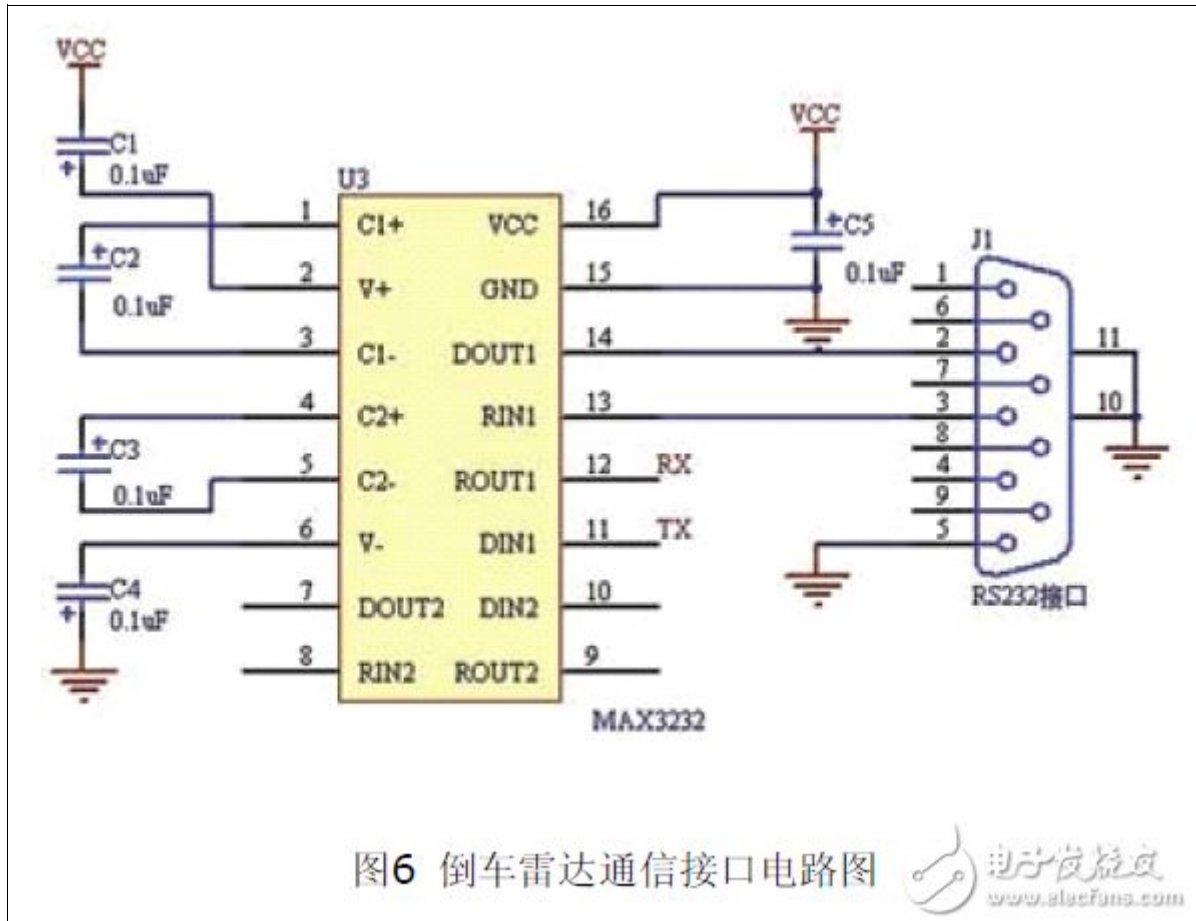 VCC
C1
0.1uF
C2
0.1uF
C3
0.1uF
C4
0.1uF
U3
1 C1+ VCC 16
2 V+ GND 15
3 C1- DOUT1 14
4 C2+ RIN1 13
5 C2- ROUT1 12 RX
6 V- DIN1 11 TX
7 DOUT2 DIN2 10
8 RIN2 ROUT2 9
MAX3232
VCC
C5
0.1uF
J1
1
6
2
7
3
8
4
9
5
11
10
RS232接口
图6 倒车雷达通信接口电路图
电子发烧友
www.elecfans.com